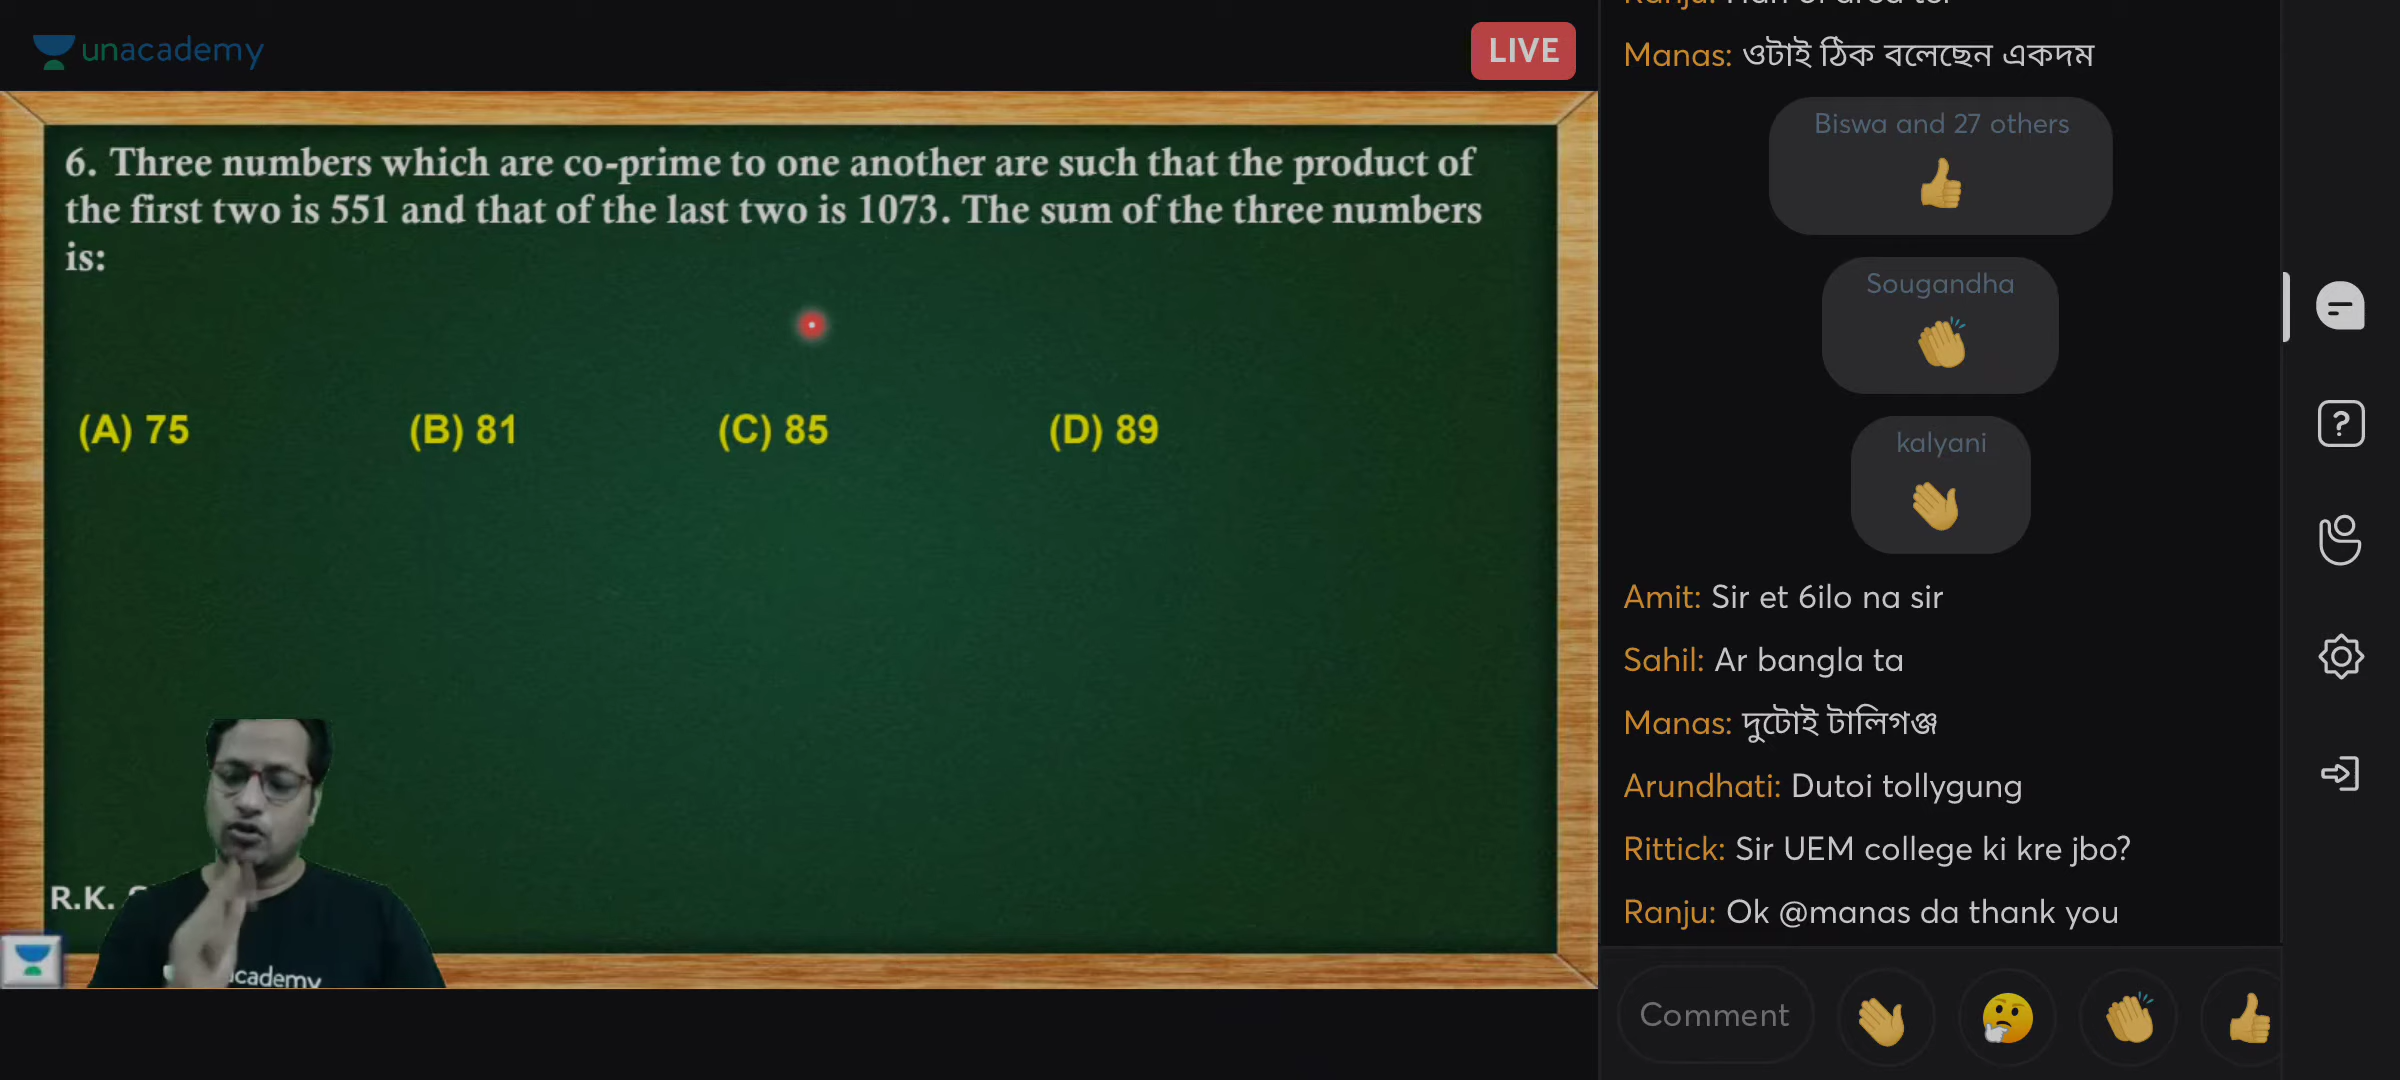 unacademy
LIVE
6. Three numbers which are co-prime to one another are such that the product of
the first two is 551 and that of the last two is 1073. The sum of the three numbers
is:
(A) 75
(B) 81
(C) 85
(D) 89
R.K.
academy
Manas: ওটাই ঠিক বলেছেন একদম
Biswa and 27 others
Sougandha
kalyani
Amit: Sir et 6ilo na sir
Sahil: Ar bangla ta
Manas: দুটোই টালিগঞ্জ
Arundhati: Dutoi tollygung
Rittick: Sir UEM college ki kre jbo?
Ranju: Ok @manas da thank you
Comment